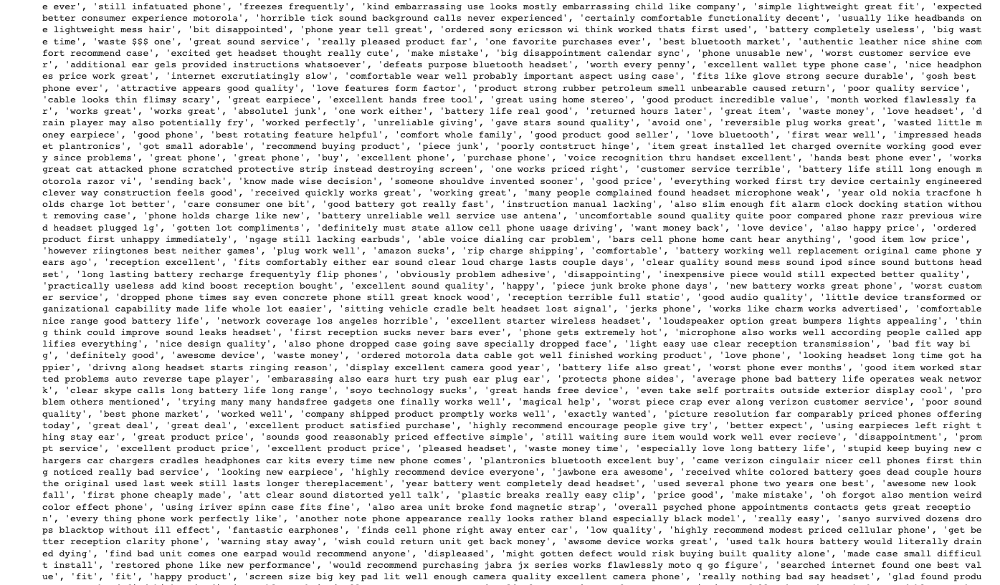 e ever', 'still infatuated phone', 'freezes frequently', 'kind embarrassing use looks mostly embarrassing child like company', 'simple lightweight great fit', 'expected
better consumer experience motorola', 'horrible tick sound background calls never experienced', 'certainly comfortable functionality decent', 'usually like headbands on
e lightweight mess hair', 'bit disappointed', 'phone year tell great', 'ordered sony ericsson wi think worked thats first used', 'battery completely useless', 'big wast
e time', 'waste $$$ one', 'great sound service', 'really pleased product far', 'one favorite purchases ever', 'best bluetooth market', 'authentic leather nice shine com
fort recommend case', 'excited get headset thought really cute', 'make mistake', 'big disappointment calendar sync', 'phone unusable new', 'worst customer service eve
r', 'additional ear gels provided instructions whatsoever', 'defeats purpose bluetooth headset', 'worth every penny', 'excellent wallet type phone case', 'nice headphon
es price work great', 'internet excrutiatingly slow', 'comfortable wear well probably important aspect using case', 'fits like glove strong secure durable', 'gosh best
phone ever', 'attractive appears good quality', 'love features form factor', 'product strong rubber petroleum smell unbearable caused return', 'poor quality service',
'cable looks thin flimsy scary', 'great earpiece', 'excellent hands free tool', 'great using home stereo', 'good product incredible value', 'month worked flawlessly fa
r', 'works great', 'works great', 'absolutel junk', 'one work either', 'battery life real good', 'returned hours later', 'great item', 'waste money', 'love headset', 'd
rain player may also potentially fry', 'worked perfectly', 'unreliable giving', 'gave stars sound quality', 'avoid one', 'reversible plug works great', 'wasted little m
oney earpiece', 'good phone', 'best rotating feature helpful', 'comfort whole family', 'good product good seller', 'love bluetooth', 'first wear well', 'impressed heads
et plantronics', 'got small adorable', 'recommend buying product', 'piece junk', 'poorly contstruct hinge', 'item great installed let charged overnite working good ever
y since problems', 'great phone', 'great phone', 'buy', 'excellent phone', 'purchase phone', 'voice recognition thru handset excellent', 'hands best phone ever', 'works
great cat attacked phone scratched protective strip instead destroying screen', 'one works priced right', 'customer service terrible', 'battery life still long enough m
otorola razor vi', 'sending back', 'know made wise decision', 'someone shouldve invented sooner', 'good price', 'everything worked first try device certainly engineered
clever way construction feels good', 'received quickly works great', 'working great', 'many people complained found headset microphone weak', 'year old nokia tracfone h
olds charge lot better', 'care consumer one bit', 'good battery got really fast', 'instruction manual lacking', 'also slim enough fit alarm clock docking station withou
t removing case', 'phone holds charge like new', 'battery unreliable well service use antena', 'uncomfortable sound quality quite poor compared phone razr previous wire
d headset plugged lg', 'gotten lot compliments', 'definitely must state allow cell phone usage driving', 'want money back', 'love device', 'also happy price', 'ordered
product first unhappy immediately', 'ngage still lacking earbuds', 'able voice dialing car problem', 'bars cell phone home cant hear anything', 'good item low price',
'however riingtones best neither games', 'plug work well', 'amazon sucks', 'rip charge shipping', 'comfortable', 'battery working well replacement original came phone y
ears ago', 'reception excellent', 'fits comfortably either ear sound clear loud charge lasts couple days', 'clear quality sound mess sound ipod since sound buttons head
set', 'long lasting battery recharge frequentyly flip phones', 'obviously problem adhesive', 'disappointing', 'inexpensive piece would still expected better quality',
'practically useless add kind boost reception bought', 'excellent sound quality', 'happy', 'piece junk broke phone days', 'new battery works great phone', 'worst custom
er service', 'dropped phone times say even concrete phone still great knock wood', 'reception terrible full static', 'good audio quality', 'little device transformed or
ganizational capability made life whole lot easier', 'sitting vehicle cradle belt headset lost signal', 'jerks phone', 'works like charm works advertised', 'comfortable
nice range good battery life', 'network coverage los angeles horrible', 'excellent starter wireless headset', 'loudspeaker option great bumpers lights appealing', 'thin
g think could improve sound leaks headset', 'first reception sucks never bars ever', 'phone gets extremely hot', 'microphone also works well according people called app
lifies everything', 'nice design quality', 'also phone dropped case going save specially dropped face', 'light easy use clear reception transmission', 'bad fit way bi
g', 'definitely good', 'awesome device', 'waste money', 'ordered motorola data cable got well finished working product', 'love phone', 'looking headset long time got ha
ppier', 'drivng along headset starts ringing reason', 'display excellent camera good year', 'battery life also great', 'worst phone ever months', 'good item worked star
ted problems auto reverse tape player', 'embarassing also ears hurt try push ear plug ear', 'protects phone sides', 'average phone bad battery life operates weak networ
k', 'clear skype calls long battery life long range', 'soyo technology sucks', 'great hands free device', 'even take self portraits outside exterior display cool', 'pro
blem others mentioned', 'trying many many handsfree gadgets one finally works well', 'magical help', 'worst piece crap ever along verizon customer service', 'poor sound
quality', 'best phone market', 'worked well', 'company shipped product promptly works well', 'exactly wanted', 'picture resolution far comparably priced phones offering
today', 'great deal', 'great deal', 'excellent product satisfied purchase', 'highly recommend encourage people give try', 'better expect', 'using earpieces left right t
hing stay ear', 'great product price', 'sounds good reasonably priced effective simple', 'still waiting sure item would work well ever recieve', 'disappointment', 'prom
pt service', 'excellent product price', 'excellent product price', 'pleased headset', 'waste money time', 'especially love long battery life', 'stupid keep buying new c
hargers car chargers cradles headphones car kits every time new phone comes', 'plantronics bluetooth excelent buy', 'came verizon cingulair nicer cell phones first thin
g noticed really bad service', 'looking new earpiece', 'highly recommend device everyone', 'jawbone era awesome', 'received white colored battery goes dead couple hours
the original used last week still lasts longer thereplacement', 'year battery went completely dead headset', 'used several phone two years one best', 'awesome new look
fall', 'first phone cheaply made', 'att clear sound distorted yell talk', 'plastic breaks really easy clip', 'price good', 'make mistake', 'oh forgot also mention weird
color effect phone', 'using iriver spinn case fits fine', 'also area unit broke fond magnetic strap', 'overall psyched phone appointments contacts gets great receptio
n', 'every thing phone work perfectly like', 'another note phone appearance really looks rather bland especially black model', 'really easy', 'sanyo survived dozens dro
ps blacktop without ill effect', 'fantastic earphones', 'finds cell phone right away enter car', 'low quality', 'highly recommend modest priced cellular phone', 'get be
tter reception clarity phone', 'warning stay away', 'wish could return unit get back money', 'awsome device works great', 'used talk hours battery would literally drain
ed dying', 'find bad unit comes one earpad would recommend anyone', 'displeased', 'might gotten defect would risk buying built quality alone', 'made case small difficul
t install', 'restored phone like new performance', 'would recommend purchasing jabra jx series works flawlessly moto q go figure', 'searched internet found one best val
ue', 'fit', 'fit', 'happy product', 'screen size big key pad lit well enough camera quality excellent camera phone', 'really nothing bad say headset', 'glad found produ